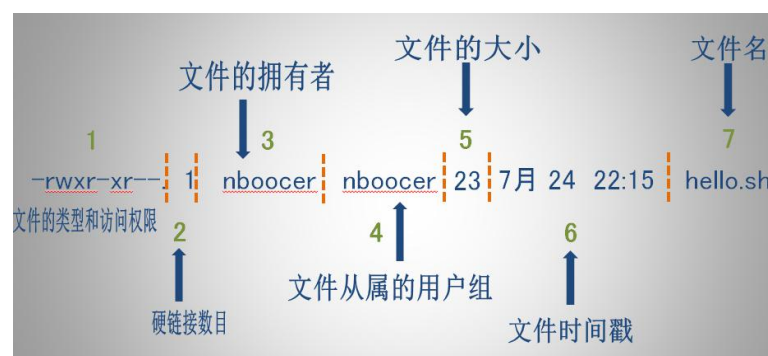 文件的大小
文件名
文件的拥有者
1 3 5 7
-rwxr-xr--. 1 nboocer nboocer 23 7月 24 22:15 hello.sh
文件的类型和访问权限
2 4 6
文件从属的用户组
硬链接数目
文件时间戳